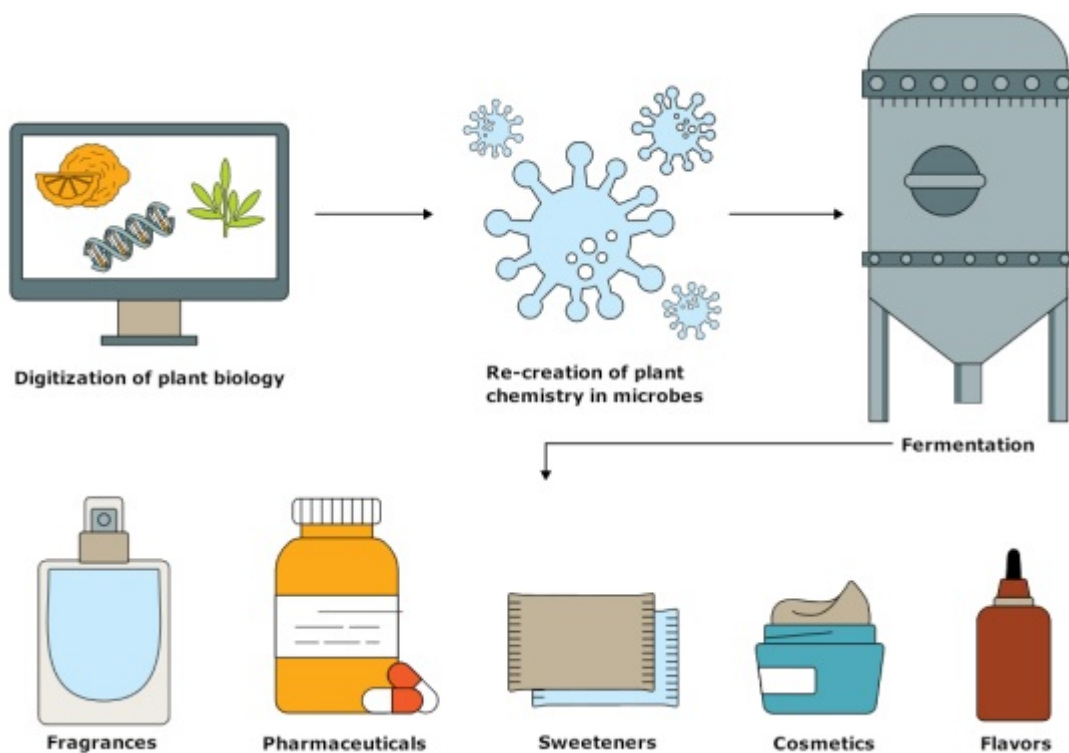 Digitization of plant biology
Re-creation of plant
chemistry in microbes
Fermentation
Fragrances
Pharmaceuticals
Sweeteners
Cosmetics
Flavors